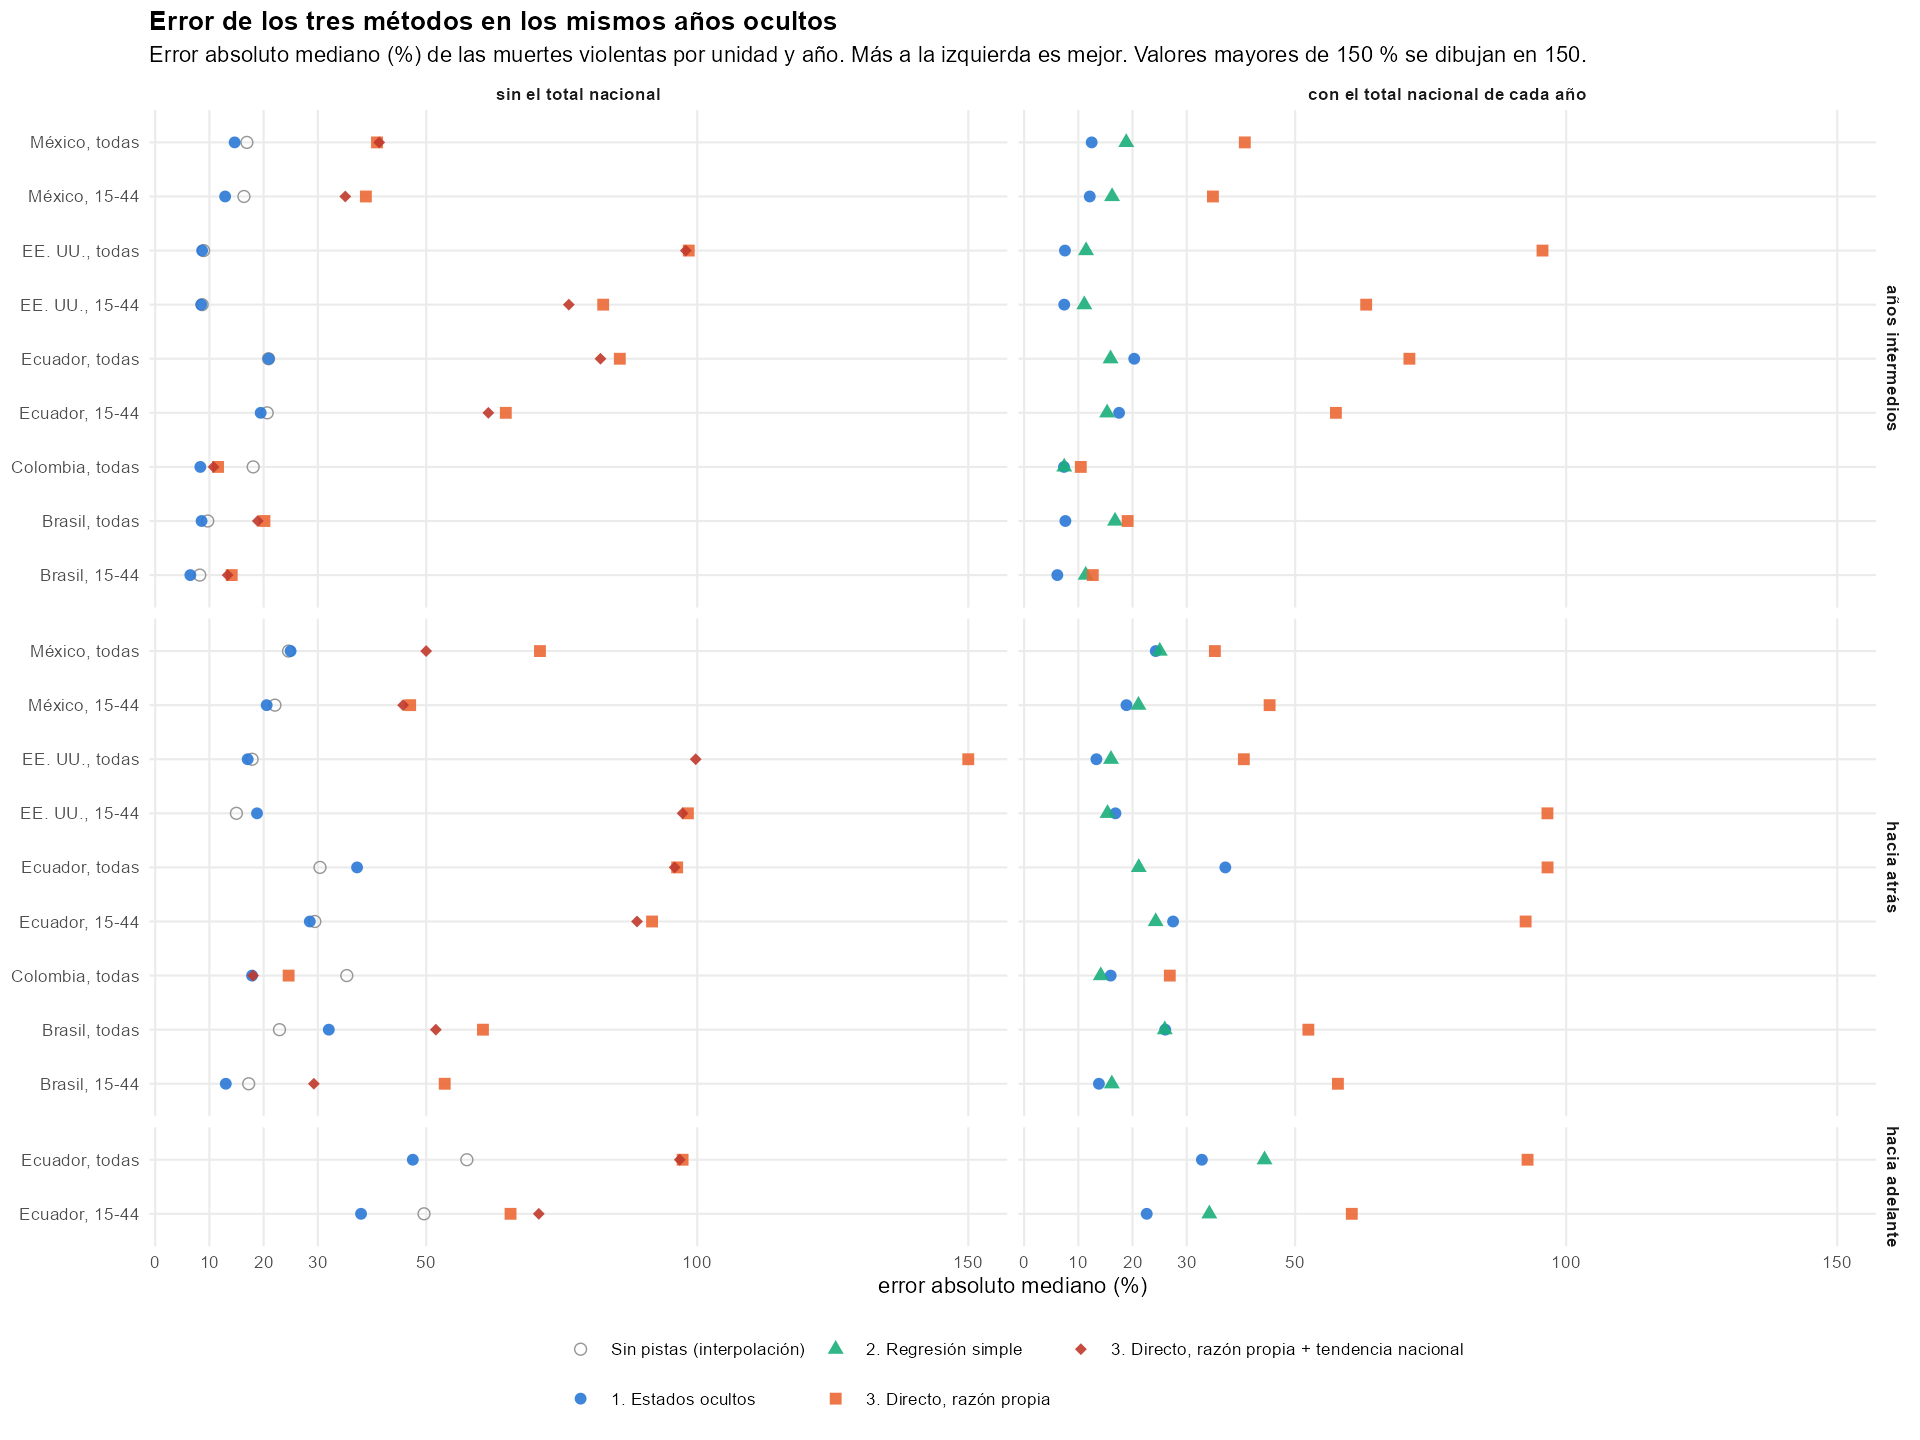 Error de los tres métodos en los mismos años ocultos
Error absoluto mediano (%) de las muertes violentas por unidad y año. Más a la izquierda es mejor. Valores mayores de 150 % se dibujan en 150.
sin el total nacional
con el total nacional de cada año
México, todas
México, 15-44
EE. UU., todas
EE. UU., 15-44
Ecuador, todas
Ecuador, 15-44
Colombia, todas
Brasil, todas
Brasil, 15-44
años intermedios
México, todas
México, 15-44
EE. UU., todas
EE. UU., 15-44
Ecuador, todas
Ecuador, 15-44
Colombia, todas
Brasil, todas
Brasil, 15-44
hacia atrás
Ecuador, todas
Ecuador, 15-44
hacia adelante
0 10 20 30 50 100 150
0 10 20 30 50 100 150
error absoluto mediano (%)
Sin pistas (interpolación)
2. Regresión simple
3. Directo, razón propia + tendencia nacional
1. Estados ocultos
3. Directo, razón propia